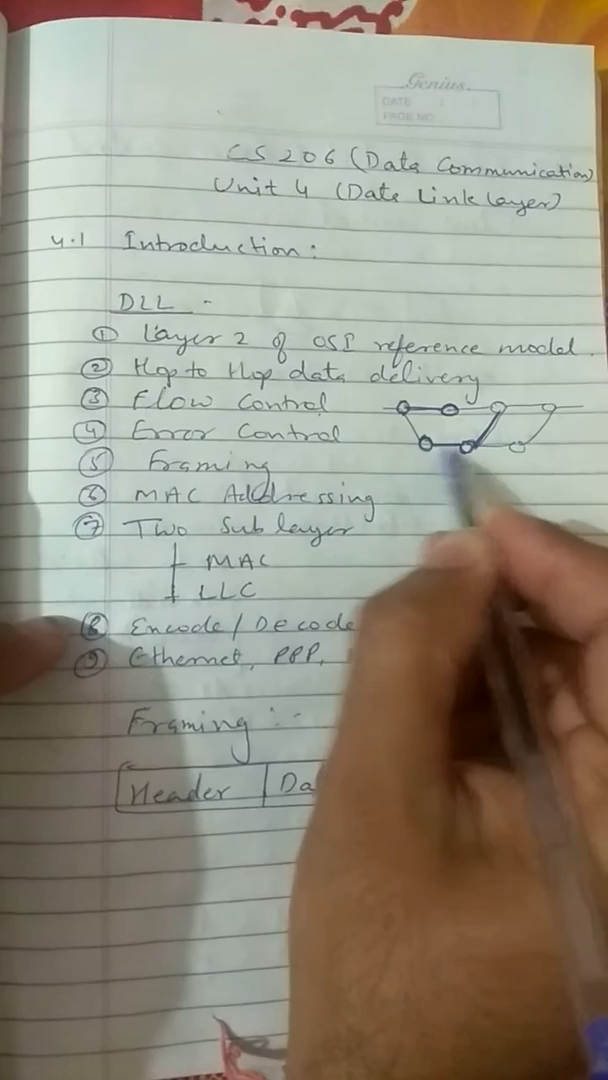 Genius
DATE :
PAGE NO
CS 206 (Data Communication)
Unit 4 (Data Link layer)
4.1 Introduction :
DLL -
① Layer 2 of OSI reference model.
② Hop to Hop data delivery
③ Flow Control
④ Error Control
⑤ Framing
⑥ MAC Addressing
⑦ Two Sub layer
MAC
LLC
⑧ Encode / Decode
⑨ Ethernet, PPP,
Framing :-
Header | Da